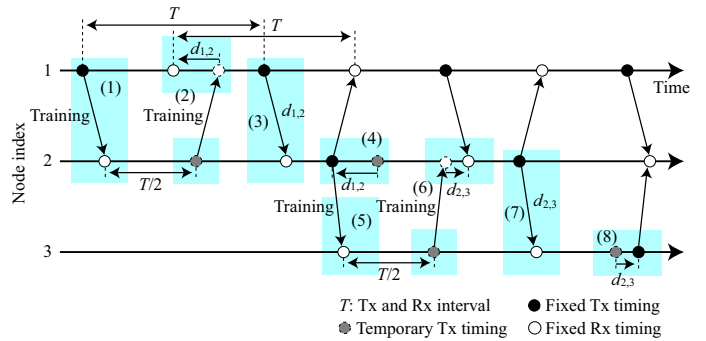 T
T
d1,2
1
(1)
(2)
Time
Training
Training
(3)
d1,2
(4)
Node index
2
T/2
d1,2
(6)
d2,3
Training
(5)
Training
(7)
d2,3
(8)
3
T/2
d2,3
T: Tx and Rx interval
Fixed Tx timing
Temporary Tx timing
Fixed Rx timing